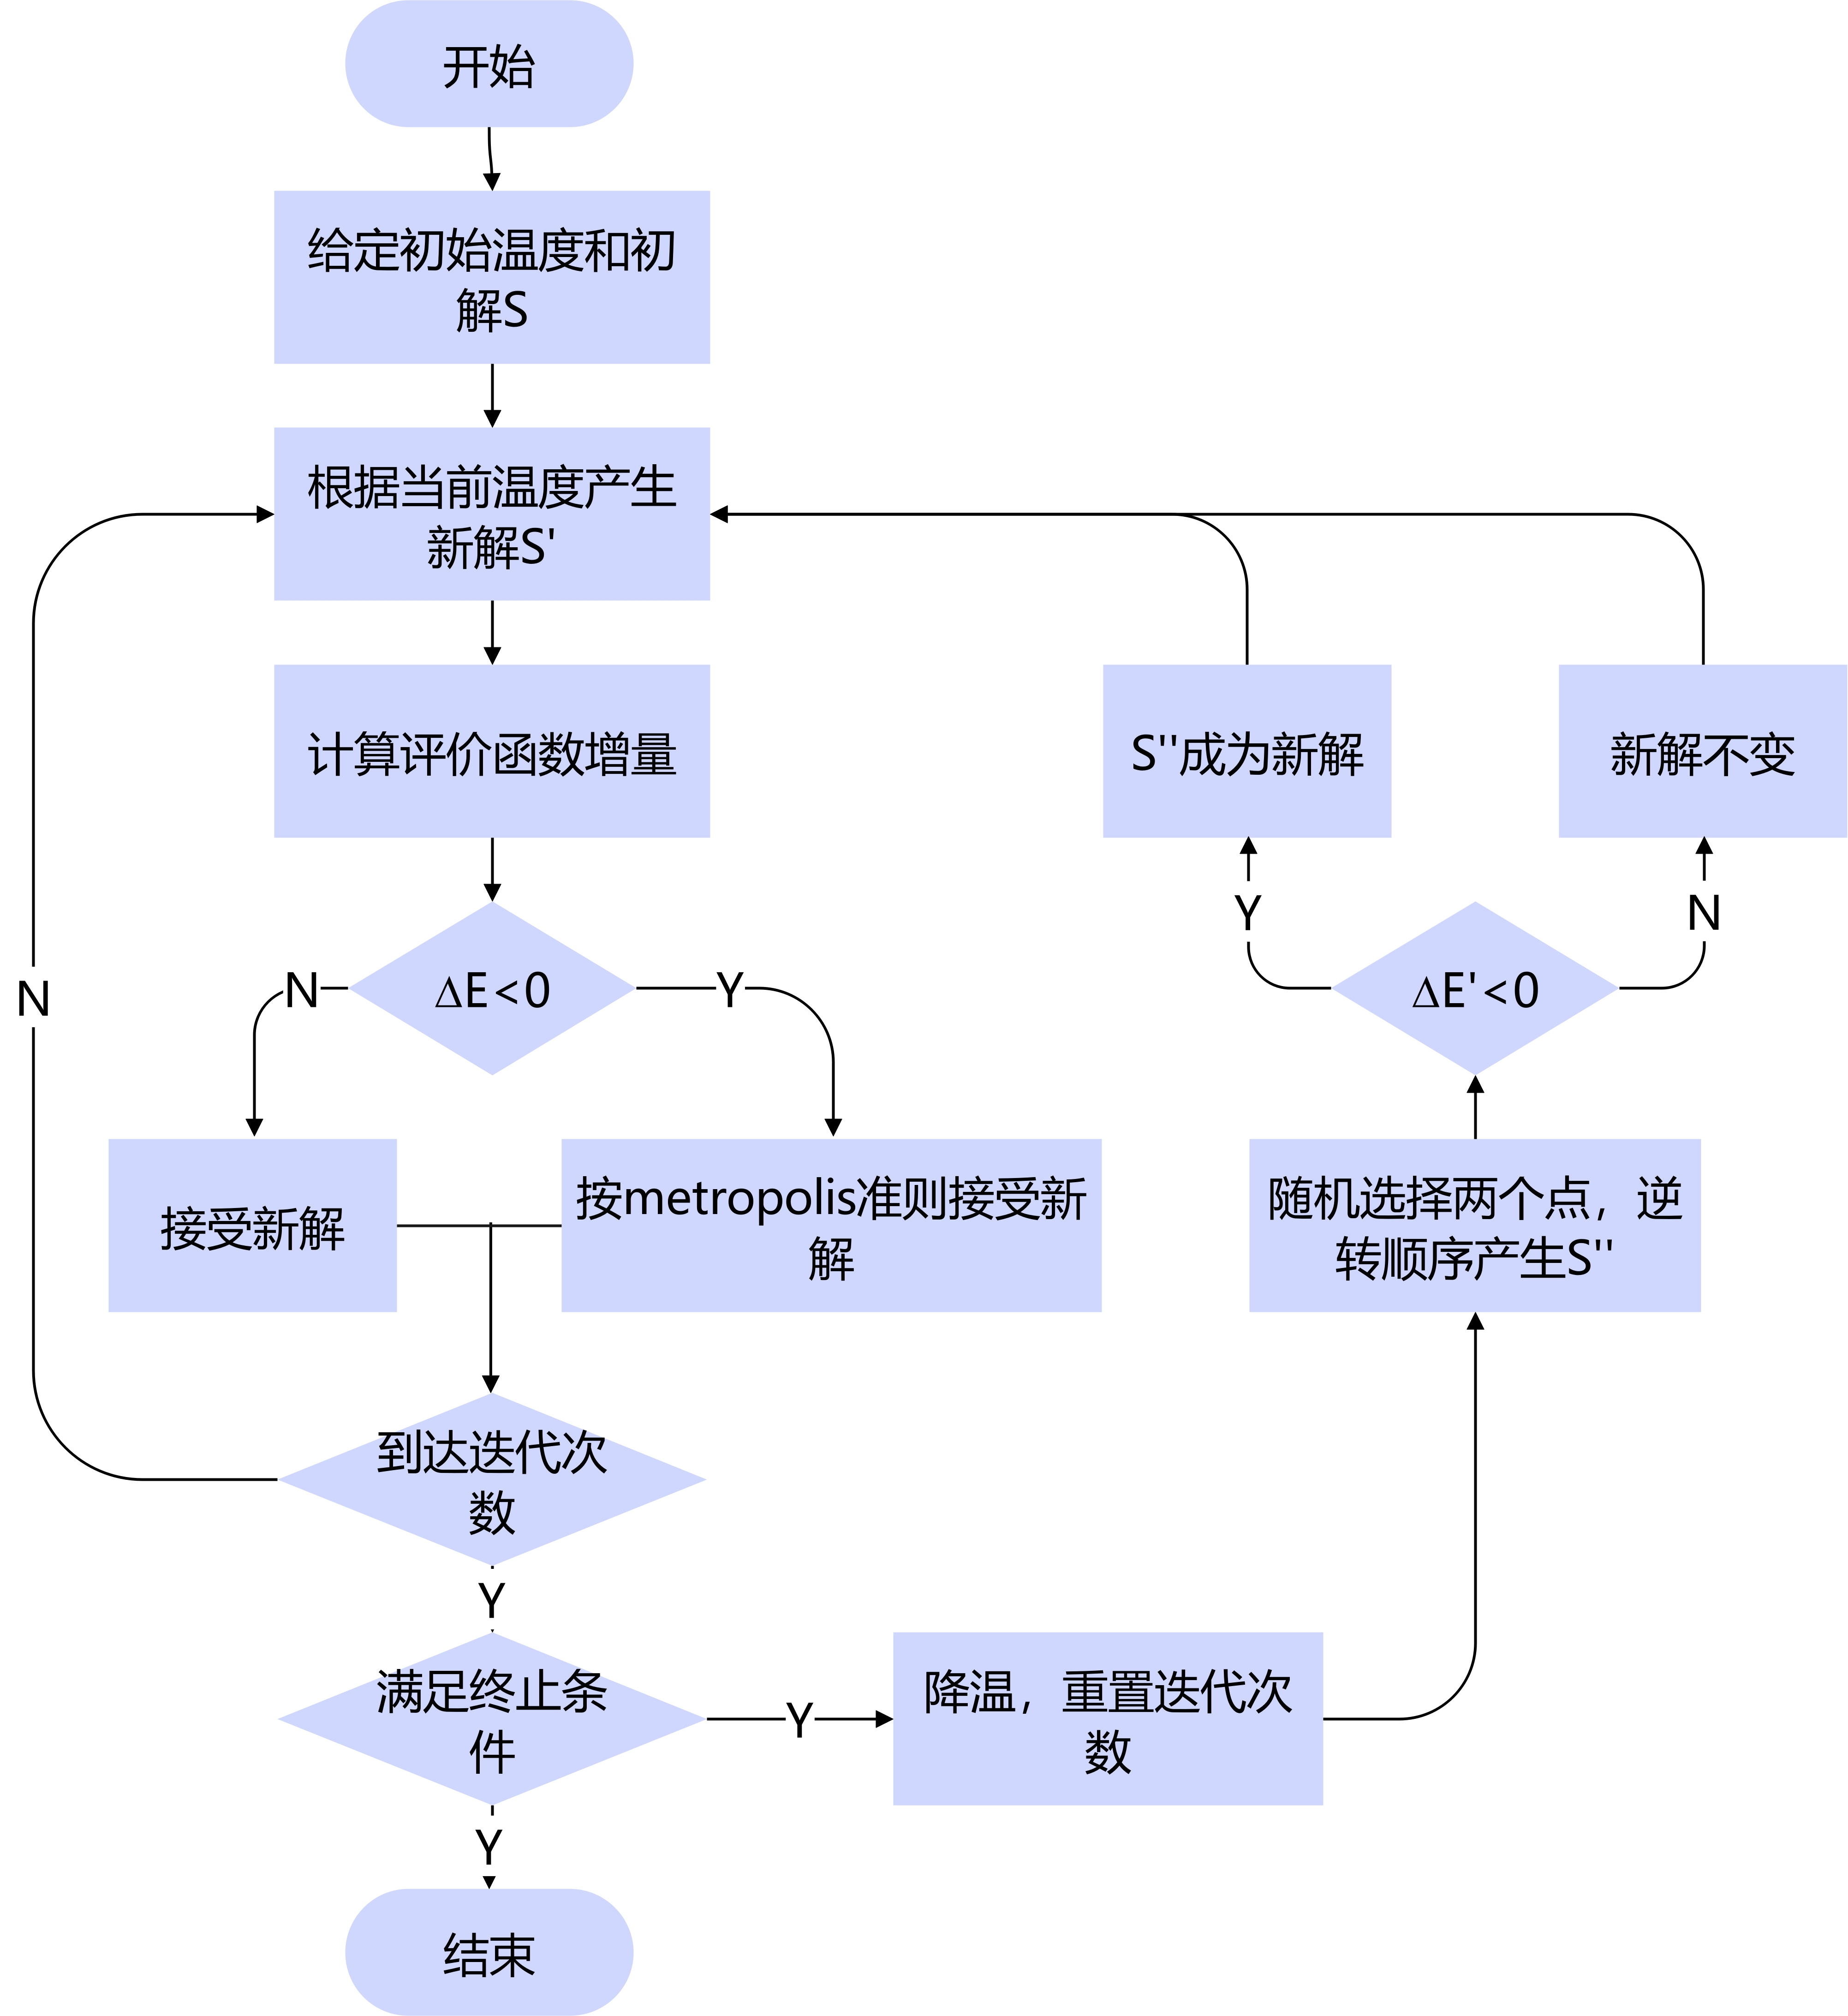 开始
给定初始温度和初
解S
根据当前温度产生
新解S'
计算评价函数增量
S''成为新解
新解不变
Y
N
N
N
ΔE<0
Y
ΔE'<0
接受新解
按metropolis准则接受新
解
随机选择两个点，逆
转顺序产生S''
到达迭代次
数
Y
满足终止条
件
Y
降温，重置迭代次
数
Y
结束